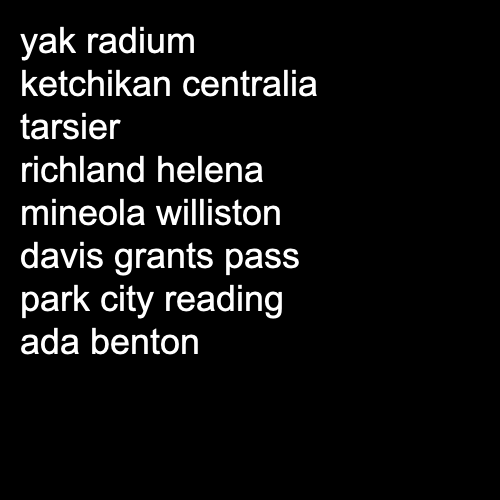 yak radium
ketchikan centralia
tarsier
richland helena
mineola williston
davis grants pass
park city reading
ada benton